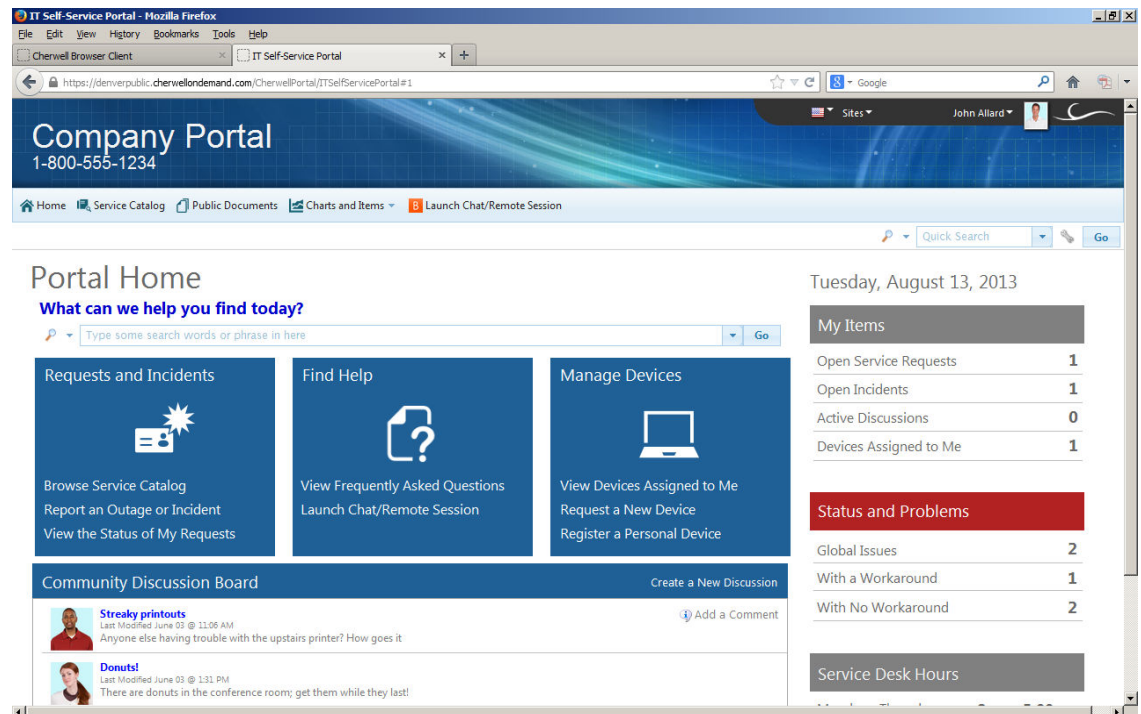 IT Self-Service Portal - Mozilla Firefox
File Edit View History Bookmarks Tools Help
Cherwell Browser Client × IT Self-Service Portal × +
https://denverpublic.cherwellondemand.com/CherwellPortal/ITSelfServicePortal#1 Google
Sites John Allard
Company Portal
1-800-555-1234
Home Service Catalog Public Documents Charts and Items B Launch Chat/Remote Session
Quick Search Go
Portal Home
What can we help you find today?
Type some search words or phrase in here Go
Requests and Incidents
Browse Service Catalog
Report an Outage or Incident
View the Status of My Requests
Find Help
View Frequently Asked Questions
Launch Chat/Remote Session
Manage Devices
View Devices Assigned to Me
Request a New Device
Register a Personal Device
Community Discussion Board Create a New Discussion
Streaky printouts
Last Modified June 03 @ 11:06 AM
Anyone else having trouble with the upstairs printer? How goes it
Add a Comment
Donuts!
Last Modified June 03 @ 1:31 PM
There are donuts in the conference room; get them while they last!
Tuesday, August 13, 2013
My Items
Open Service Requests 1
Open Incidents 1
Active Discussions 0
Devices Assigned to Me 1
Status and Problems
Global Issues 2
With a Workaround 1
With No Workaround 2
Service Desk Hours